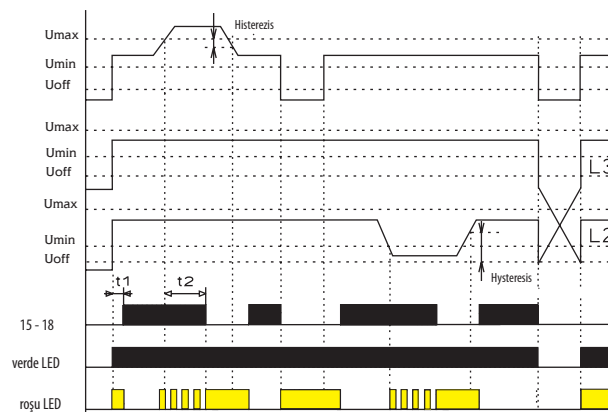 Histerezis
Umax
Umin
Uoff
Umax
Umin
Uoff
L3
Umax
L2
Umin
Uoff
Hysteresis
t1
t2
15 - 18
verde LED
roșu LED